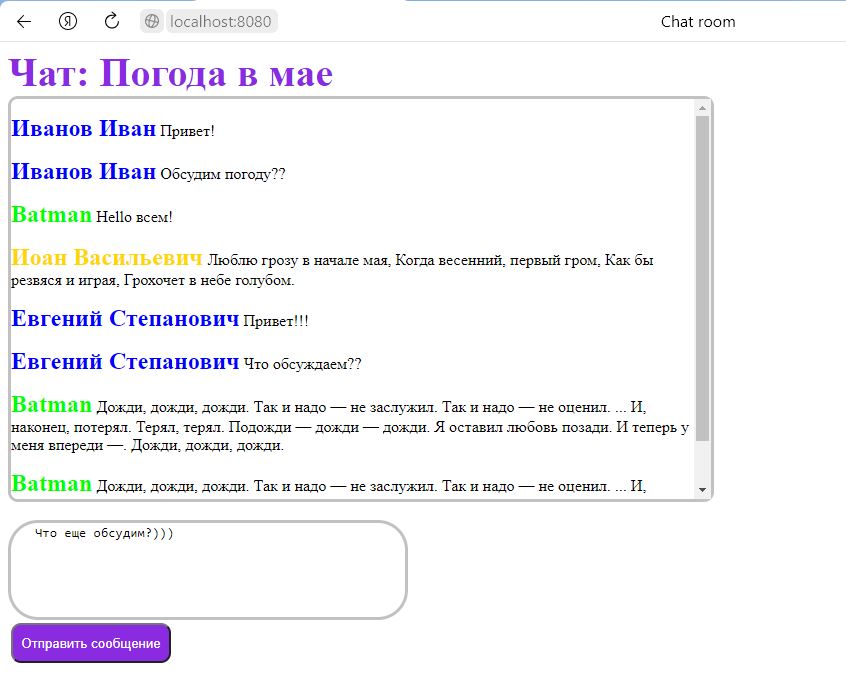 Я localhost:8080 Chat room
Чат: Погода в мае
Иванов Иван Привет!
Иванов Иван Обсудим погоду??
Batman Hello всем!
Иоан Васильевич Люблю грозу в начале мая, Когда весенний, первый гром, Как бы
резвяся и играя, Грохочет в небе голубом.
Евгений Степанович Привет!!!
Евгений Степанович Что обсуждаем??
Batman Дожди, дожди, дожди. Так и надо — не заслужил. Так и надо — не оценил. ... И,
наконец, потерял. Терял, терял. Подожди — дожди — дожди. Я оставил любовь позади. И теперь у
меня впереди —. Дожди, дожди, дожди.
Batman Дожди, дожди, дожди. Так и надо — не заслужил. Так и надо — не оценил. ... И,
Что еще обсудим?)))
Отправить сообщение